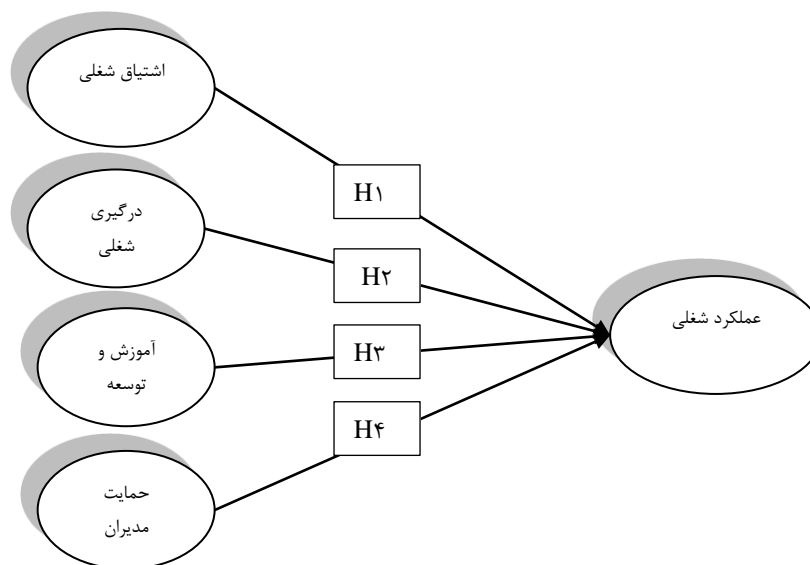 اشتیاق شغلی
H۱
درگیری
شغلی
H۲
عملکرد شغلی
آموزش و
توسعه
H۳
H۴
حمایت
مدیران